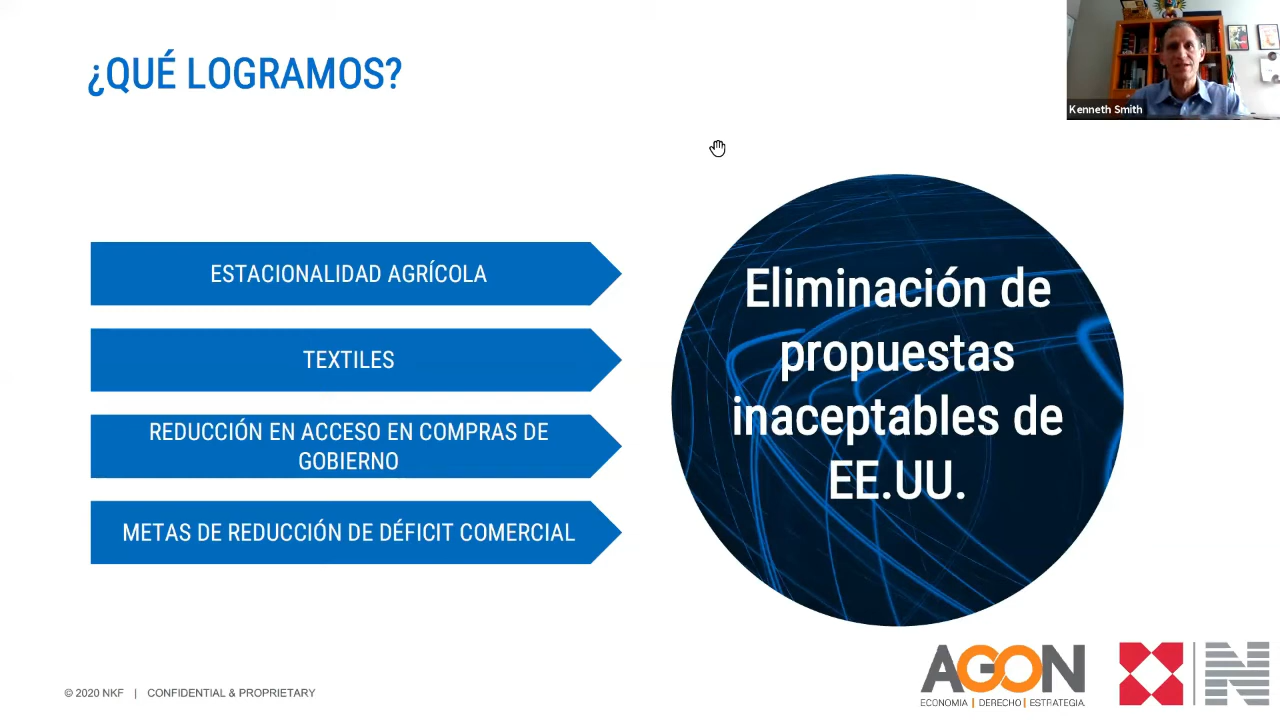 ¿QUÉ LOGRAMOS?
Kenneth Smith
ESTACIONALIDAD AGRÍCOLA
TEXTILES
REDUCCIÓN EN ACCESO EN COMPRAS DE
GOBIERNO
METAS DE REDUCCIÓN DE DÉFICIT COMERCIAL
Eliminación de
propuestas
inaceptables de
EE.UU.
© 2020 NKF | CONFIDENTIAL & PROPRIETARY
AGON
ECONOMIA | DERECHO | ESTRATEGIA.
N